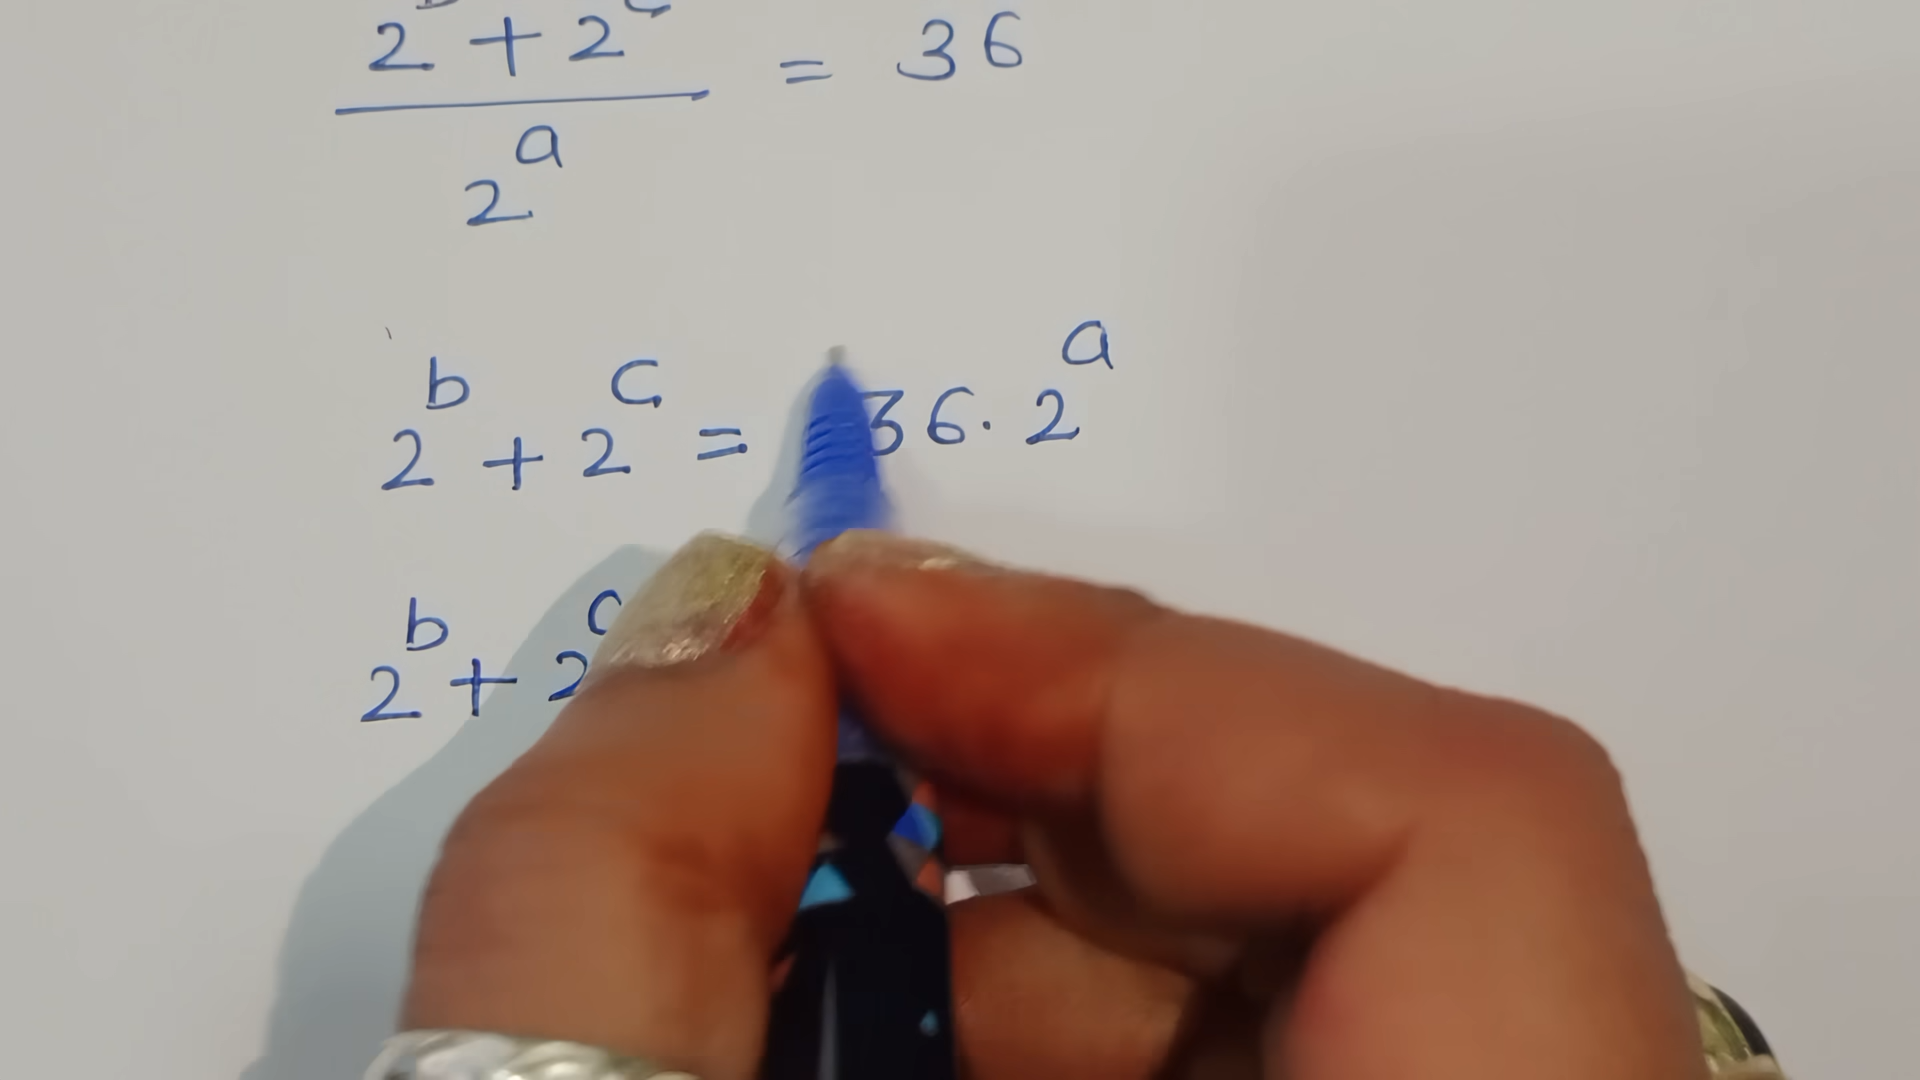 2^b + 2^c / 2^a = 36
2^b + 2^c = 36 · 2^a
2^b + 2^c